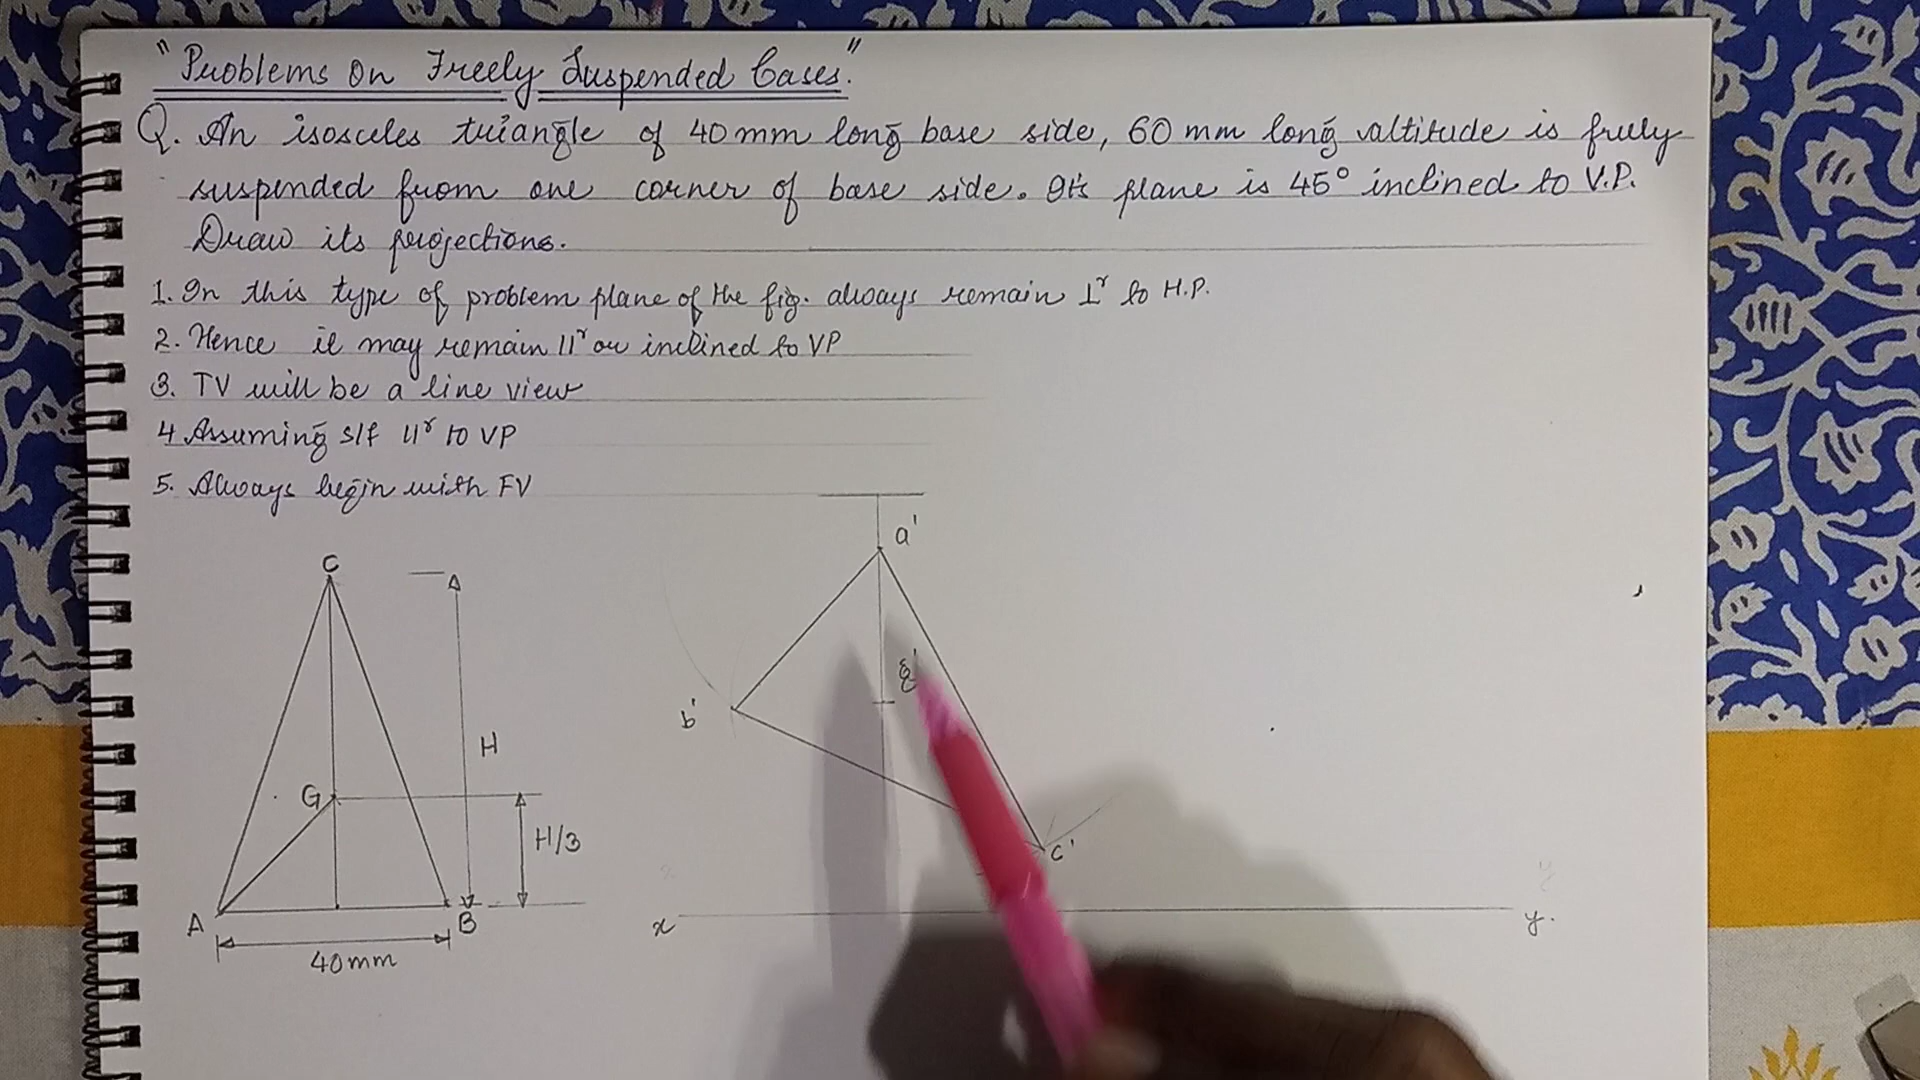 "Problems On Freely Suspended Cases."
Q. An isosceles triangle of 40 mm long base side, 60 mm long altitude is freely
suspended from one corner of base side. Its plane is 45° inclined to V.P.
Draw its projections.
1. In this type of problem plane of the fig. always remain ⊥r to H.P.
2. Hence it may remain 11r or inclined to VP
3. TV will be a line view
4 Assuming s/f 11r to VP
5. Always begin with FV
C
a'
g'
b'
H
G
H/3
c'
A
B
x
y.
40mm